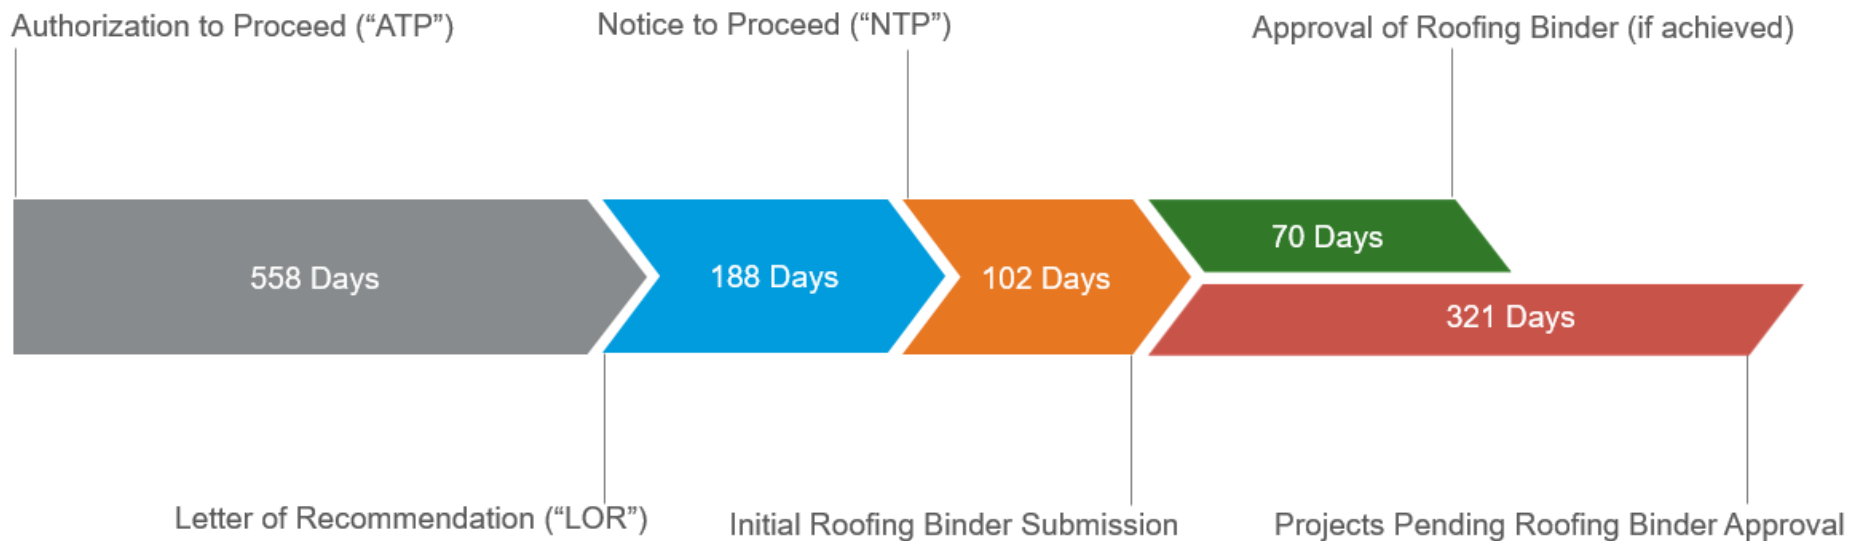 Authorization to Proceed (“ATP”)
Notice to Proceed (“NTP”)
Approval of Roofing Binder (if achieved)
558 Days
188 Days
102 Days
70 Days
321 Days
Letter of Recommendation (“LOR”)
Initial Roofing Binder Submission
Projects Pending Roofing Binder Approval